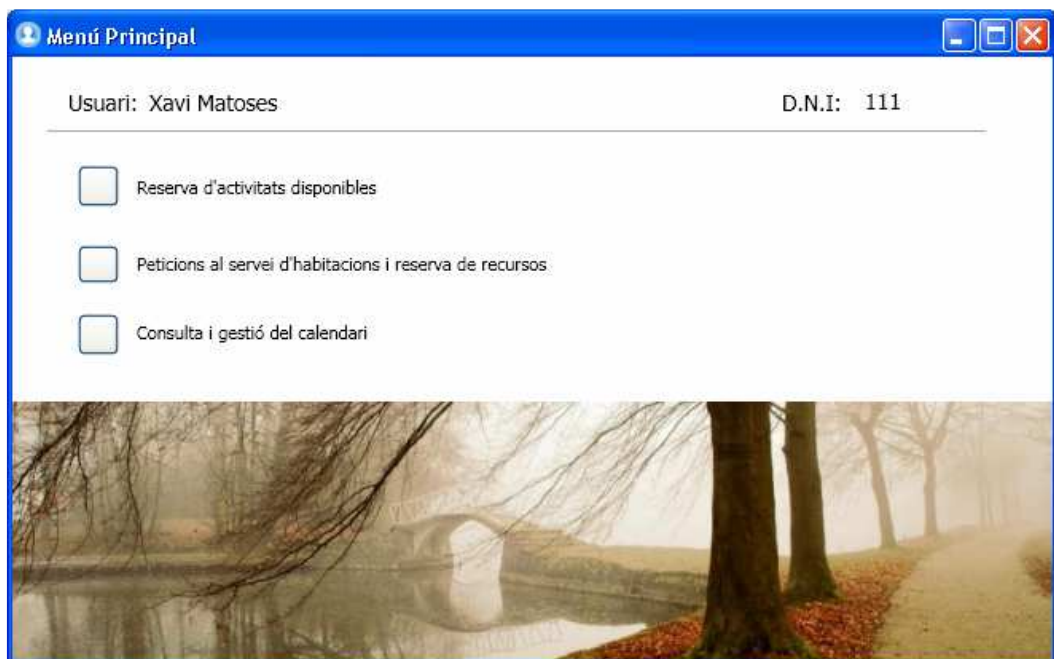 Menú Principal
Usuari: Xavi Matoses D.N.I: 111
Reserva d'activitats disponibles
Peticions al servei d'habitacions i reserva de recursos
Consulta i gestió del calendari